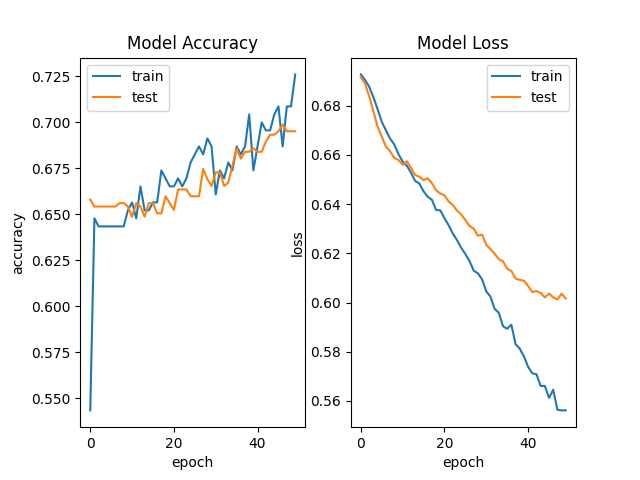 Model Accuracy
train
test
0.725
0.700
0.675
0.650
0.625
0.600
0.575
0.550
accuracy
0
20
40
epoch
Model Loss
train
test
0.68
0.66
0.64
0.62
0.60
0.58
0.56
loss
0
20
40
epoch